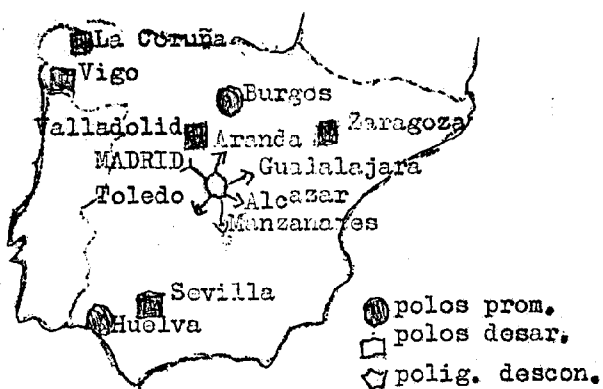 La Coruña
Vigo
Burgos
Valladolid
Aranda
Zaragoza
MADRID
Gualalajara
Toledo
Alcazar
Manzanares
Sevilla
Huelva
polos prom.
polos desar.
polig. descon.